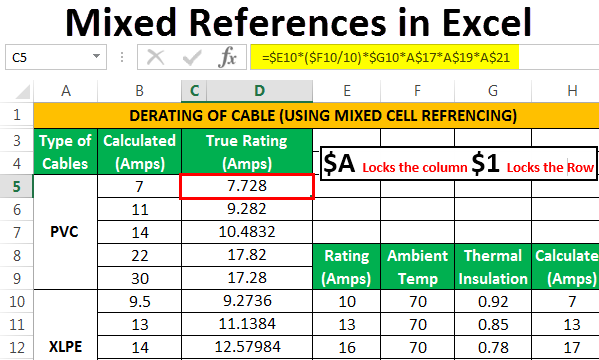 Mixed References in Excel
C5 fx =$E10*($F10/10)*$G10*A$17*A$19*A$21
A B C D E F G H
1 DERATING OF CABLE (USING MIXED CELL REFRENCING)
3 Type of Calculated True Rating
4 Cables (Amps) (Amps) $A Locks the column $1 Locks the Row
5 7 7.728
6 11 9.282
7 PVC 14 10.4832
8 22 17.82 Rating Ambient Thermal Calculate
9 30 17.28 (Amps) Temp Insulation (Amps)
10 9.5 9.2736 10 70 0.92 7
11 13 11.1384 13 70 0.85 13
12 XLPE 14 12.57984 16 70 0.78 17